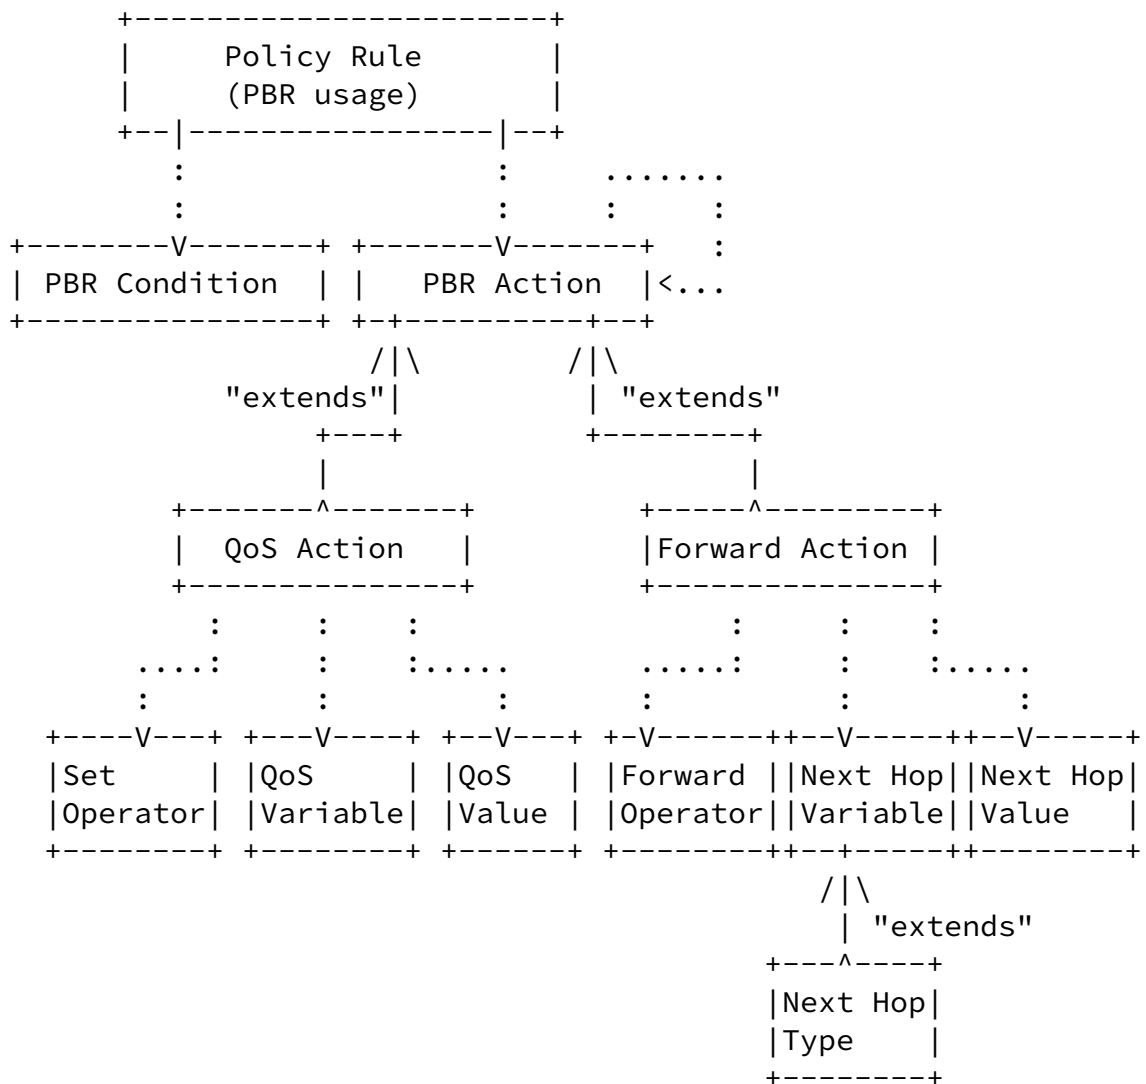 Policy Rule
(PBR usage)
PBR Condition
PBR Action
"extends"
"extends"
QoS Action
Forward Action
Set
Operator
QoS
Variable
QoS
Value
Forward
Operator
Next Hop
Variable
Next Hop
Value
"extends"
Next Hop
Type